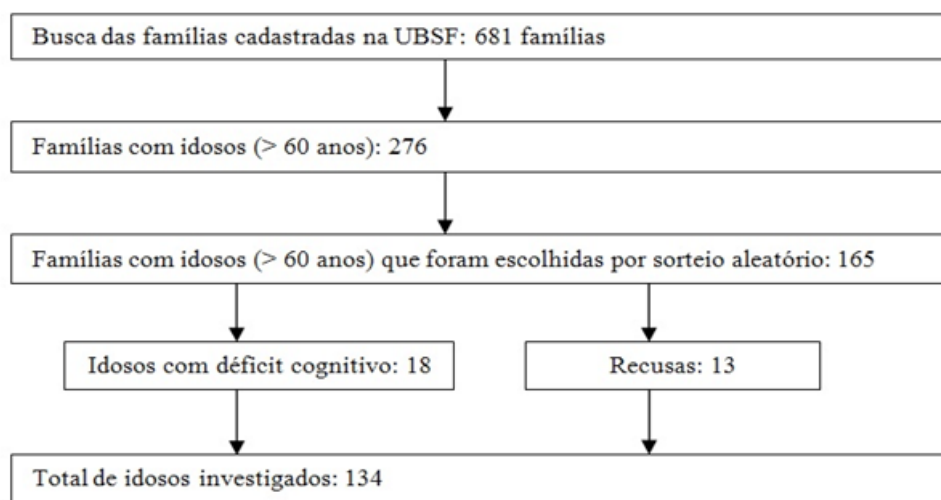 Busca das famílias cadastradas na UBSF: 681 famílias
Famílias com idosos (> 60 anos): 276
Famílias com idosos (> 60 anos) que foram escolhidas por sorteio aleatório: 165
Idosos com déficit cognitivo: 18
Recusas: 13
Total de idosos investigados: 134